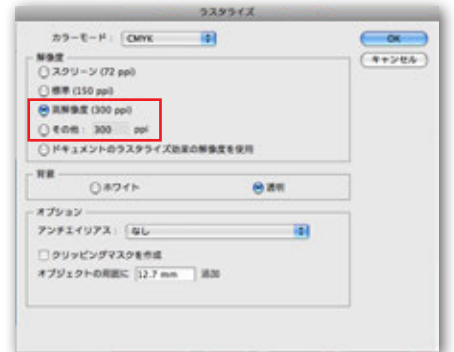 ラスタライズ
カラーモード: CMYK
OK
キャンセル
解像度
スクリーン (72 ppi)
標準 (150 ppi)
高解像度 (300 ppi)
その他: 300 ppi
ドキュメントのラスタライズ効果の解像度を使用
背景
ホワイト 透明
オプション
アンチエイリアス: なし
クリッピングマスクを作成
オブジェクトの周囲に 12.7 mm 追加